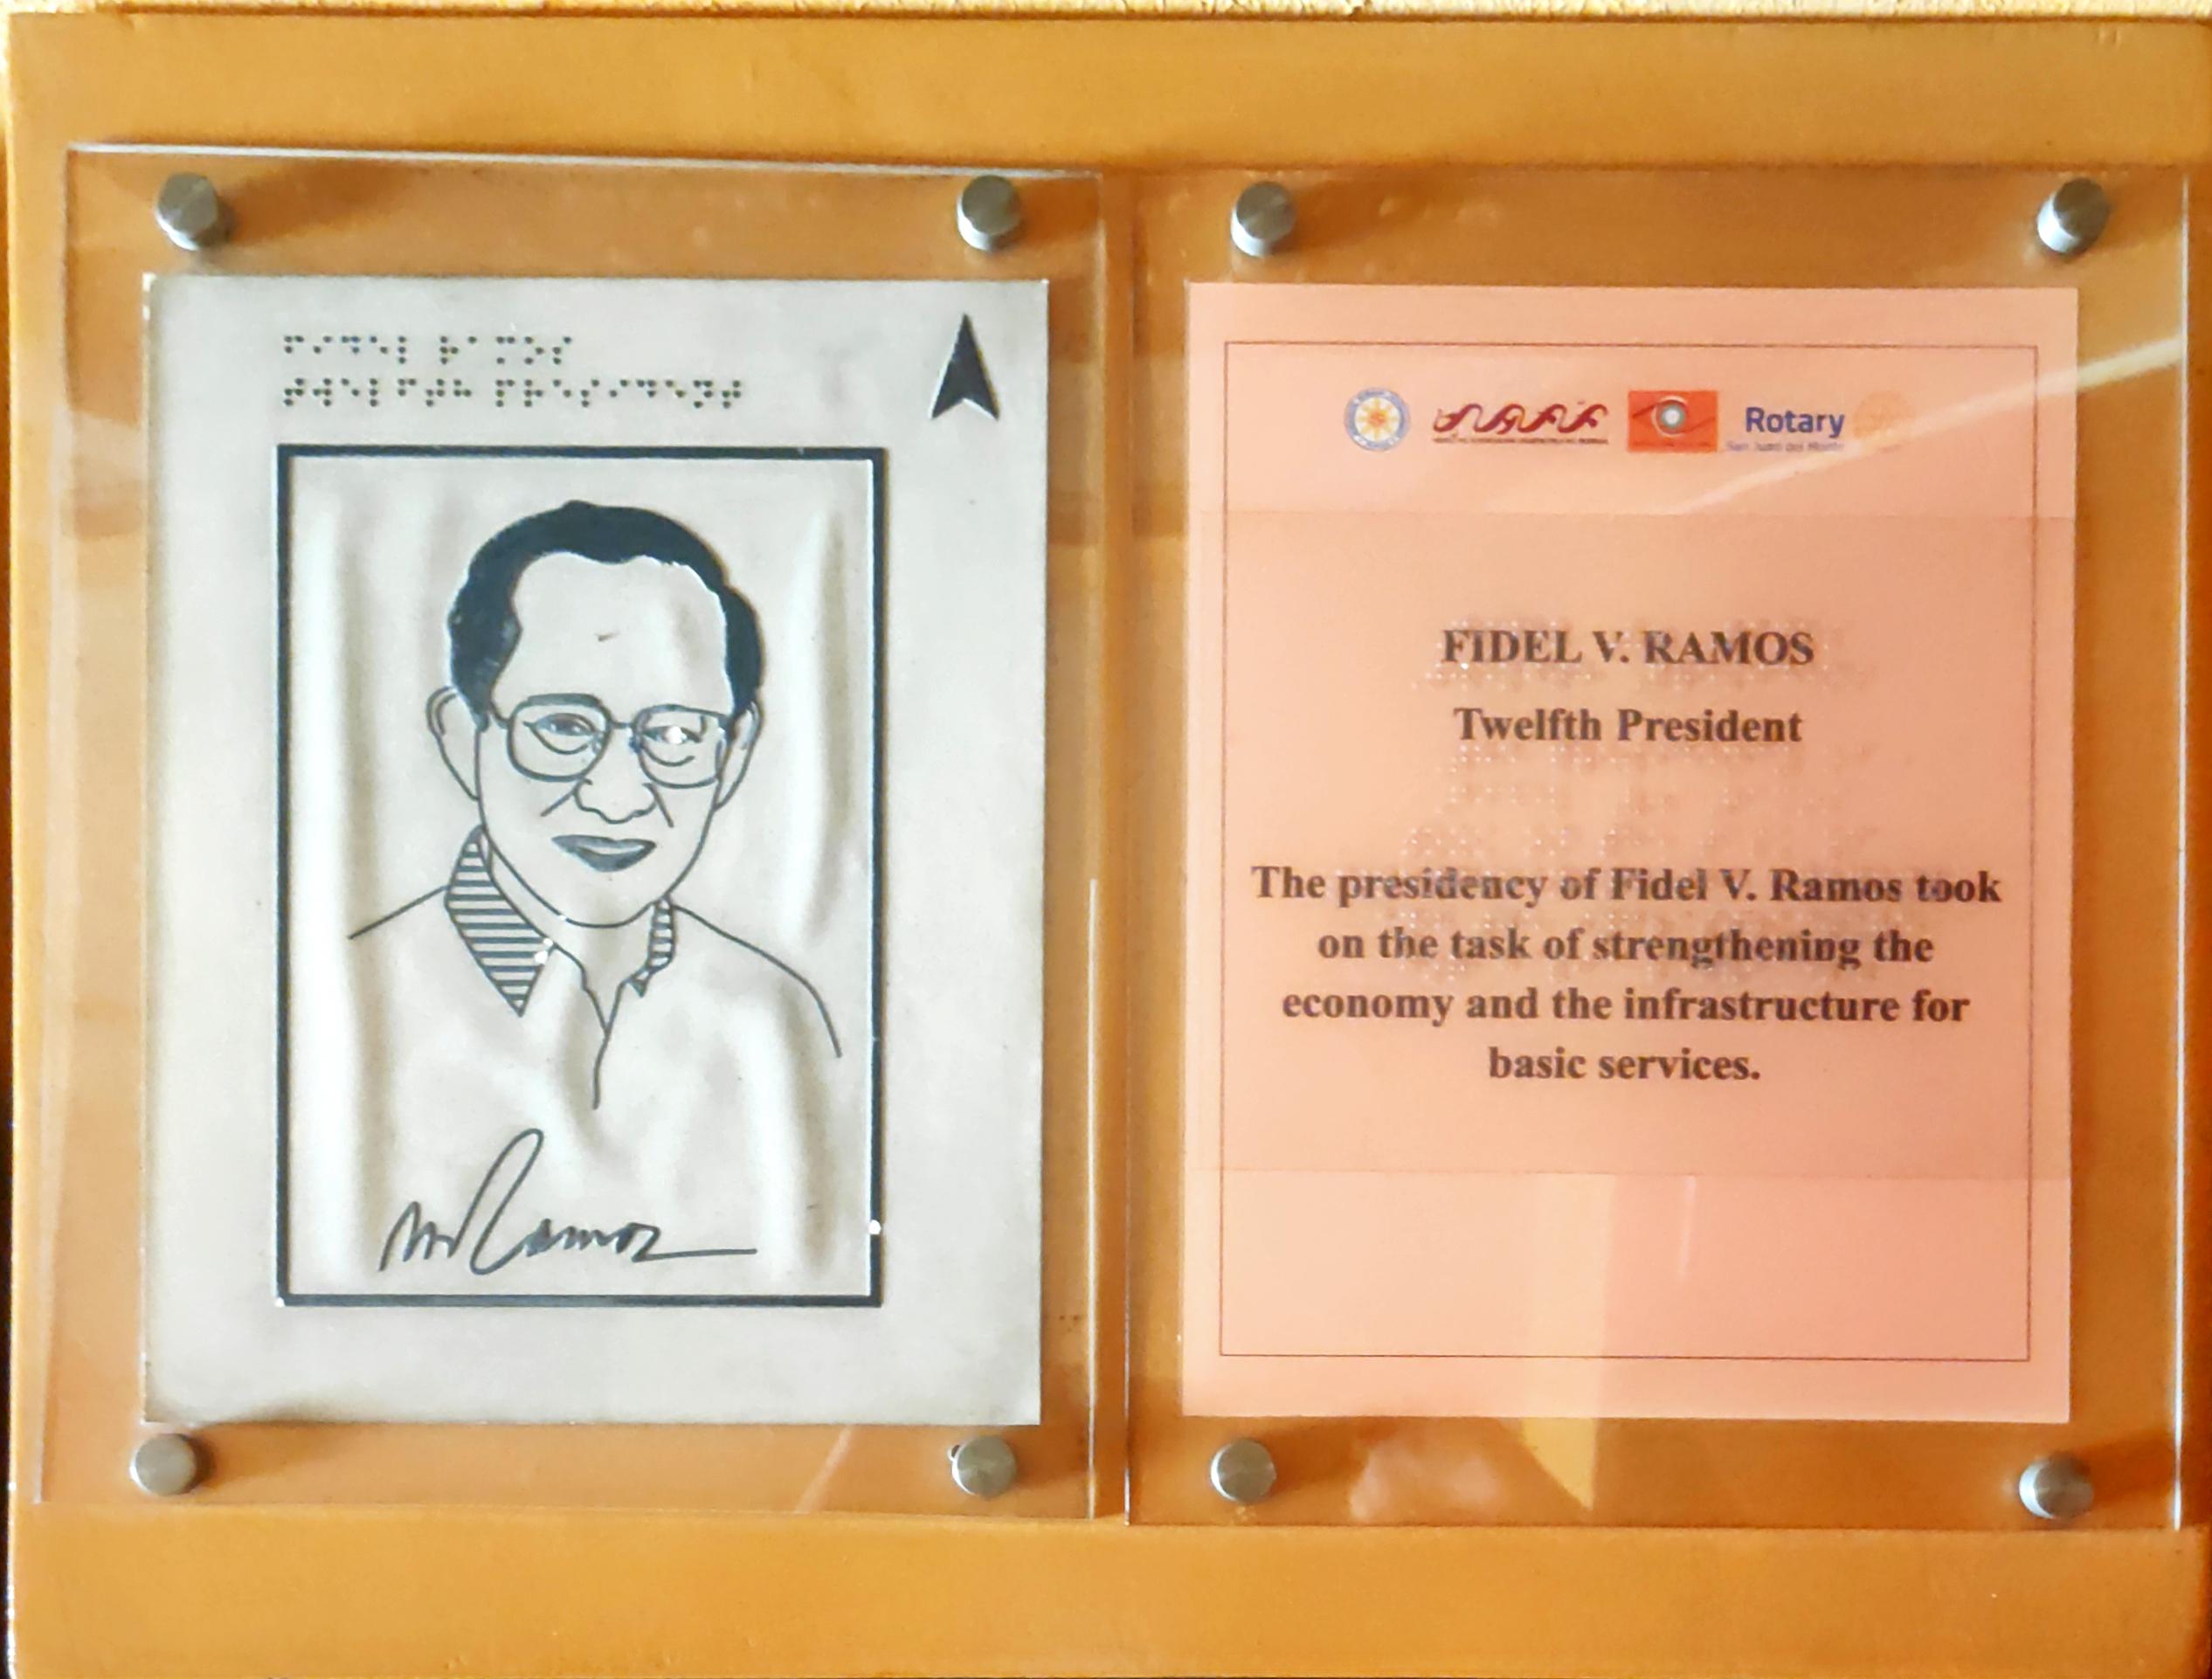 ⠋⠊⠙⠑⠇ ⠗⠁⠍⠕⠎
⠞⠺⠑⠇⠋⠞⠓ ⠏⠗⠑⠎⠊⠙⠑⠝⠞
Ramos
Rotary
San Juan del Monte
FIDEL V. RAMOS
Twelfth President
The presidency of Fidel V. Ramos took
on the task of strengthening the
economy and the infrastructure for
basic services.